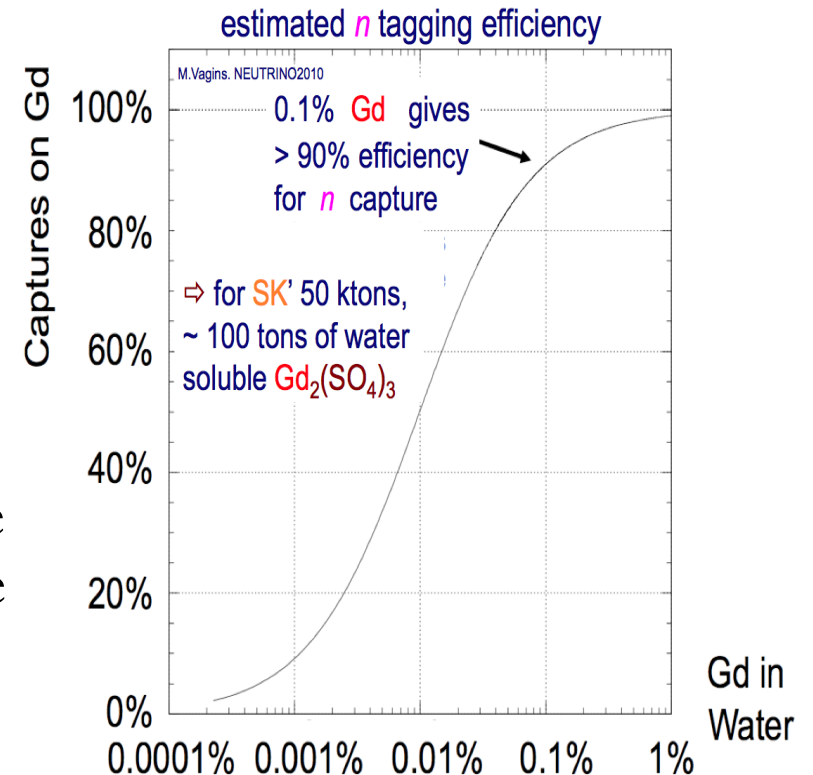 estimated n tagging efficiency
M.Vagins. NEUTRINO2010
Captures on Gd
100%
80%
60%
40%
20%
0%
0.1% Gd gives
> 90% efficiency
for n capture
⇨ for SK' 50 ktons,
~ 100 tons of water
soluble Gd₂(SO₄)₃
Gd in
Water
0.0001% 0.001% 0.01% 0.1% 1%